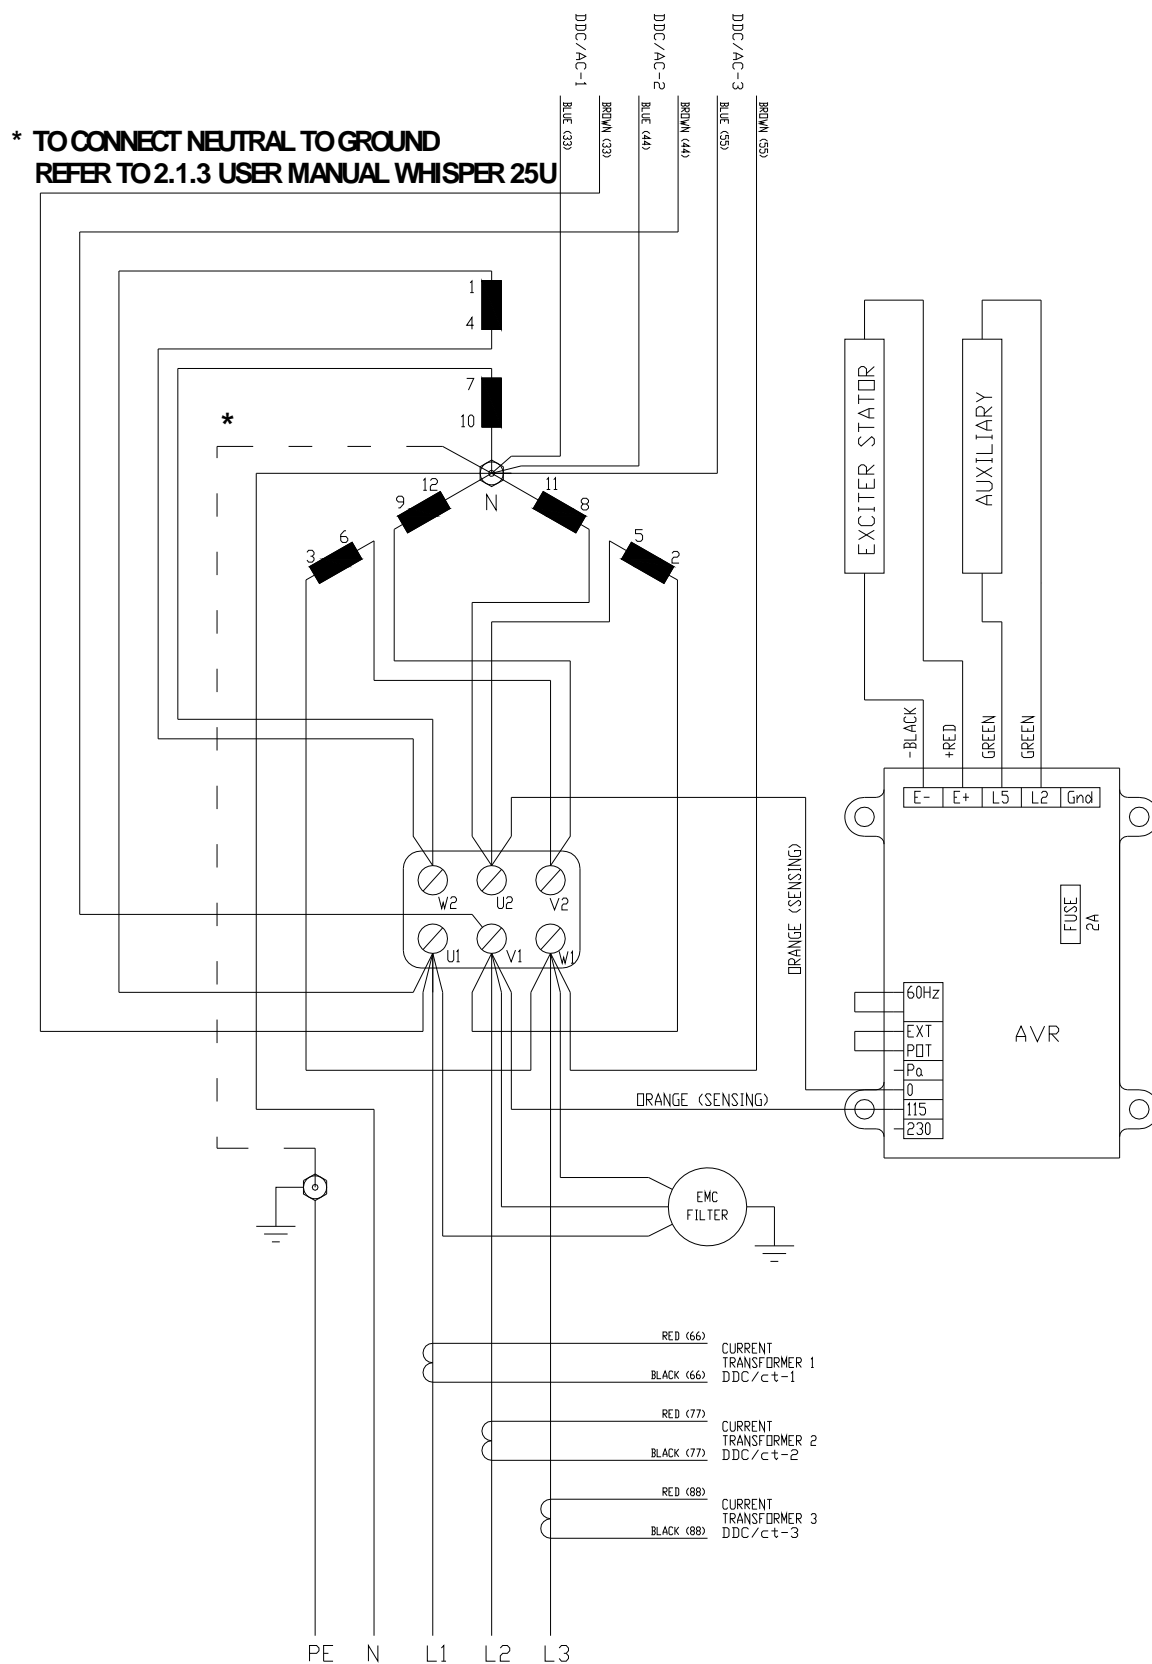 DDC/AC-1
DDC/AC-2
DDC/AC-3
BLUE (33)
BROWN (33)
BLUE (44)
BROWN (44)
BLUE (55)
BROWN (55)
* TO CONNECT NEUTRAL TO GROUND
REFER TO 2.1.3 USER MANUAL WHISPER 25U
1
4
7
10
*
N
12
9
11
8
6
3
5
2
EXCITER STATOR
AUXILIARY
-BLACK
+RED
GREEN
GREEN
E- E+ L5 L2 Gnd
W2 U2 V2
U1 V1 W1
ORANGE (SENSING)
FUSE
2A
AVR
60Hz
EXT
POT
Pa
0
115
230
ORANGE (SENSING)
EMC
FILTER
RED (66)
BLACK (66)
CURRENT
TRANSFORMER 1
DDC/ct-1
RED (77)
BLACK (77)
CURRENT
TRANSFORMER 2
DDC/ct-2
RED (88)
BLACK (88)
CURRENT
TRANSFORMER 3
DDC/ct-3
PE N L1 L2 L3